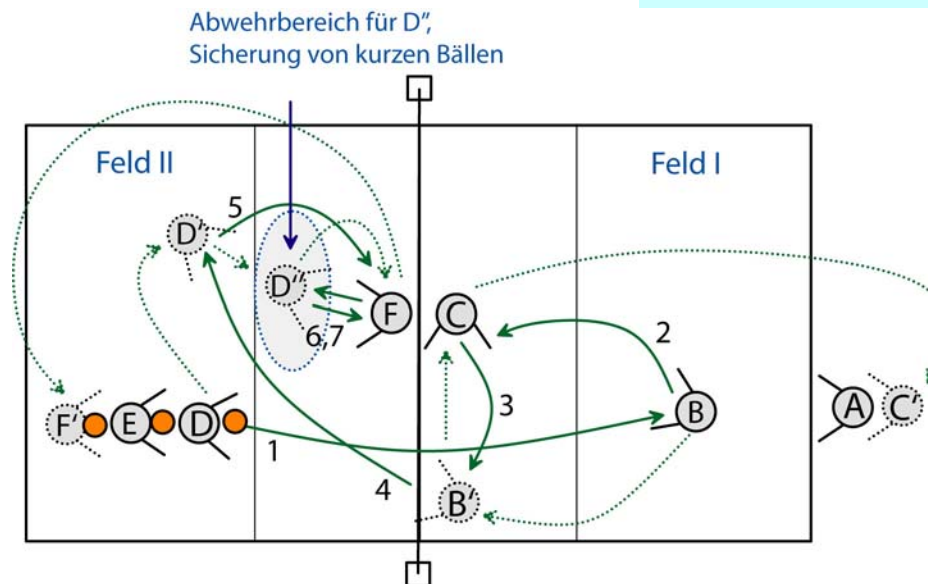 Abwehrbereich für D",
Sicherung von kurzen Bällen
Feld II
Feld I
5
D'
D"
6,7
F
C
2
3
F'
E
D
1
4
B'
B
A
C'